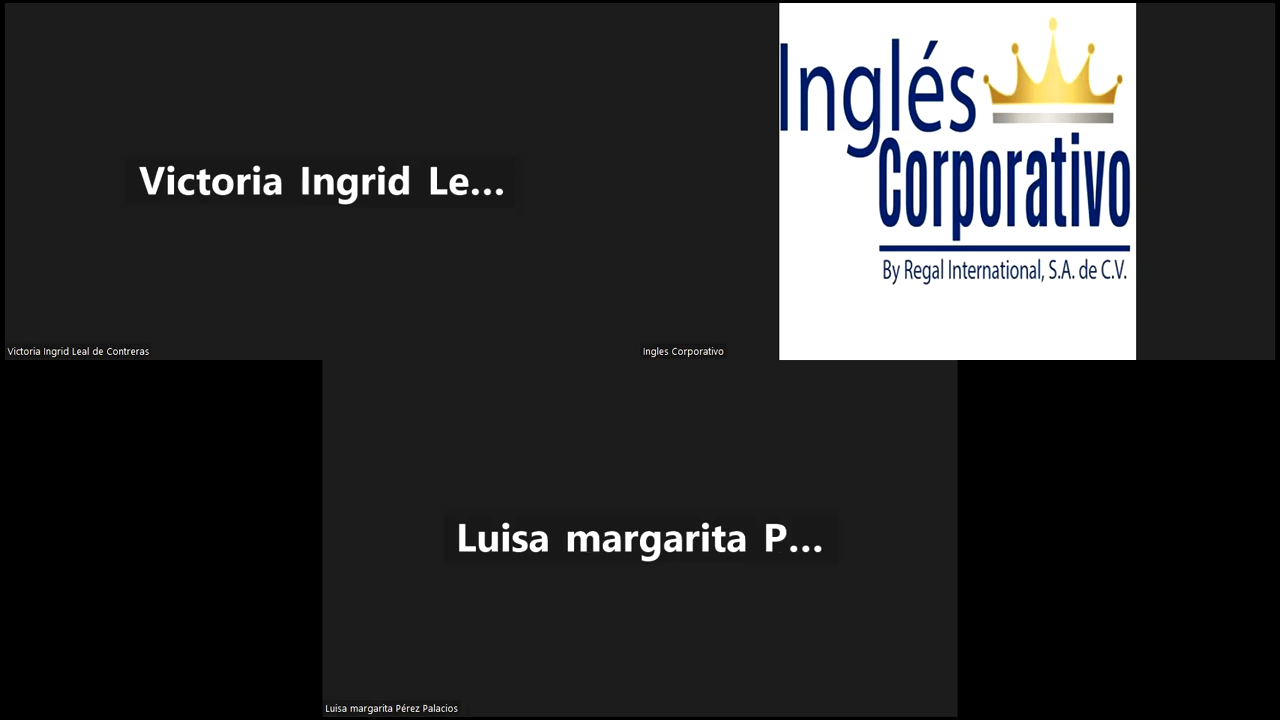 Victoria Ingrid Le...
Victoria Ingrid Leal de Contreras
Inglés
Corporativo
By Regal International, S.A. de C.V.
Ingles Corporativo
Luisa margarita P...
Luisa margarita Pérez Palacios